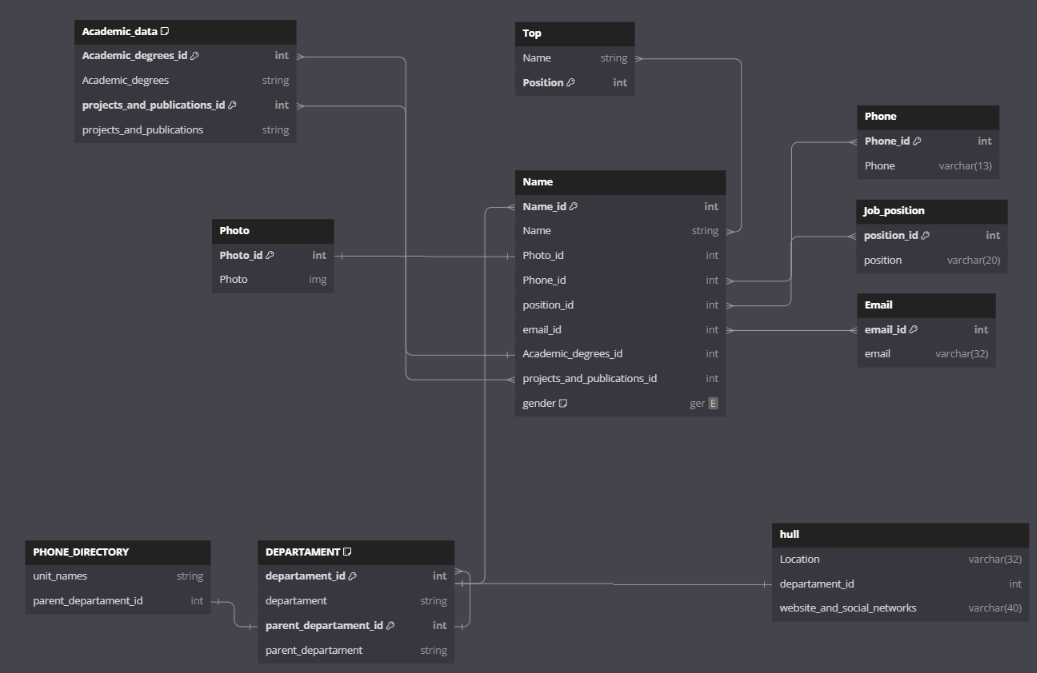 Academic_data
Academic_degrees_id int
Academic_degrees string
projects_and_publications_id int
projects_and_publications string
Top
Name string
Position int
Phone
Phone_id int
Phone varchar(13)
Name
Name_id int
Name string
Photo_id int
Phone_id int
position_id int
email_id int
Academic_degrees_id int
projects_and_publications_id int
gender ger E
Photo
Photo_id int
Photo img
Job_position
position_id int
position varchar(20)
Email
email_id int
email varchar(32)
PHONE_DIRECTORY
unit_names string
parent_departament_id int
DEPARTAMENT
departament_id int
departament string
parent_departament_id int
parent_departament string
hull
Location varchar(32)
departament_id int
website_and_social_networks varchar(40)